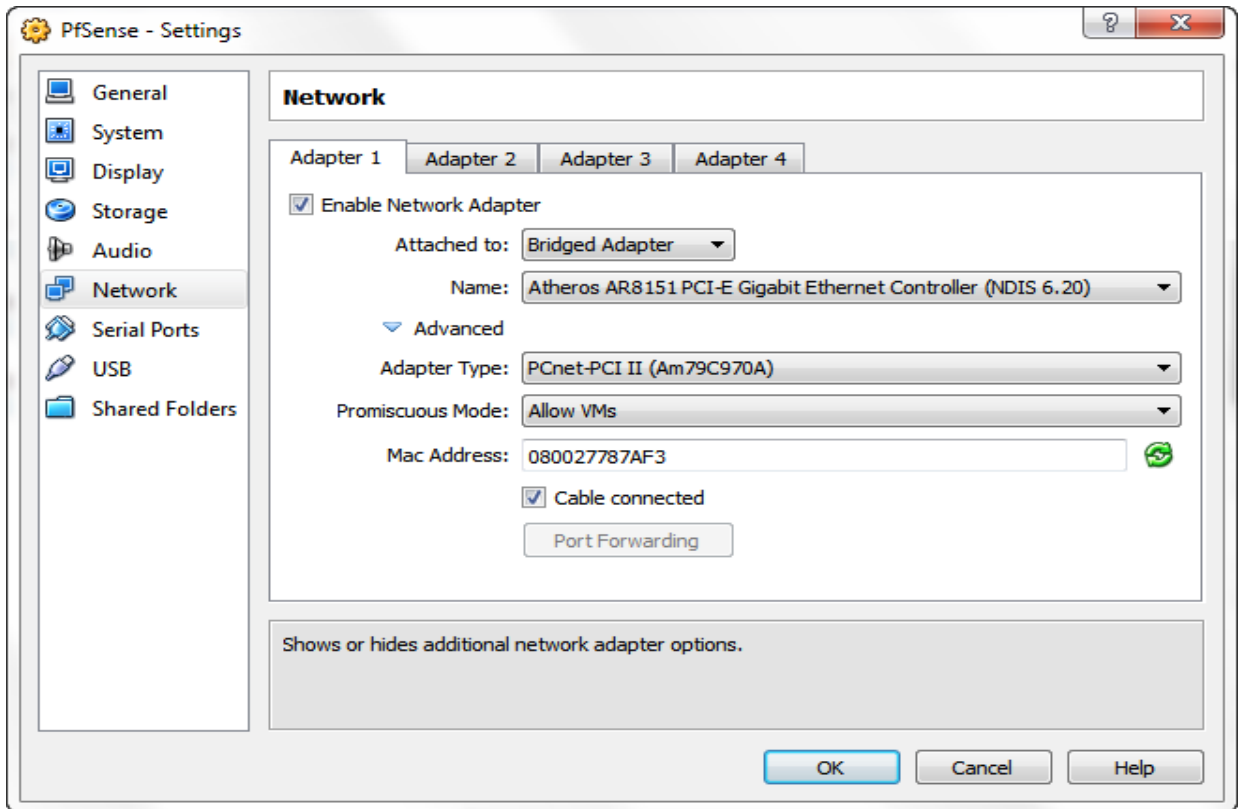 PfSense - Settings
General
System
Display
Storage
Audio
Network
Serial Ports
USB
Shared Folders
Network
Adapter 1 Adapter 2 Adapter 3 Adapter 4
Enable Network Adapter
Attached to: Bridged Adapter
Name: Atheros AR8151 PCI-E Gigabit Ethernet Controller (NDIS 6.20)
Advanced
Adapter Type: PCnet-PCI II (Am79C970A)
Promiscuous Mode: Allow VMs
Mac Address: 080027787AF3
Cable connected
Port Forwarding
Shows or hides additional network adapter options.
OK Cancel Help